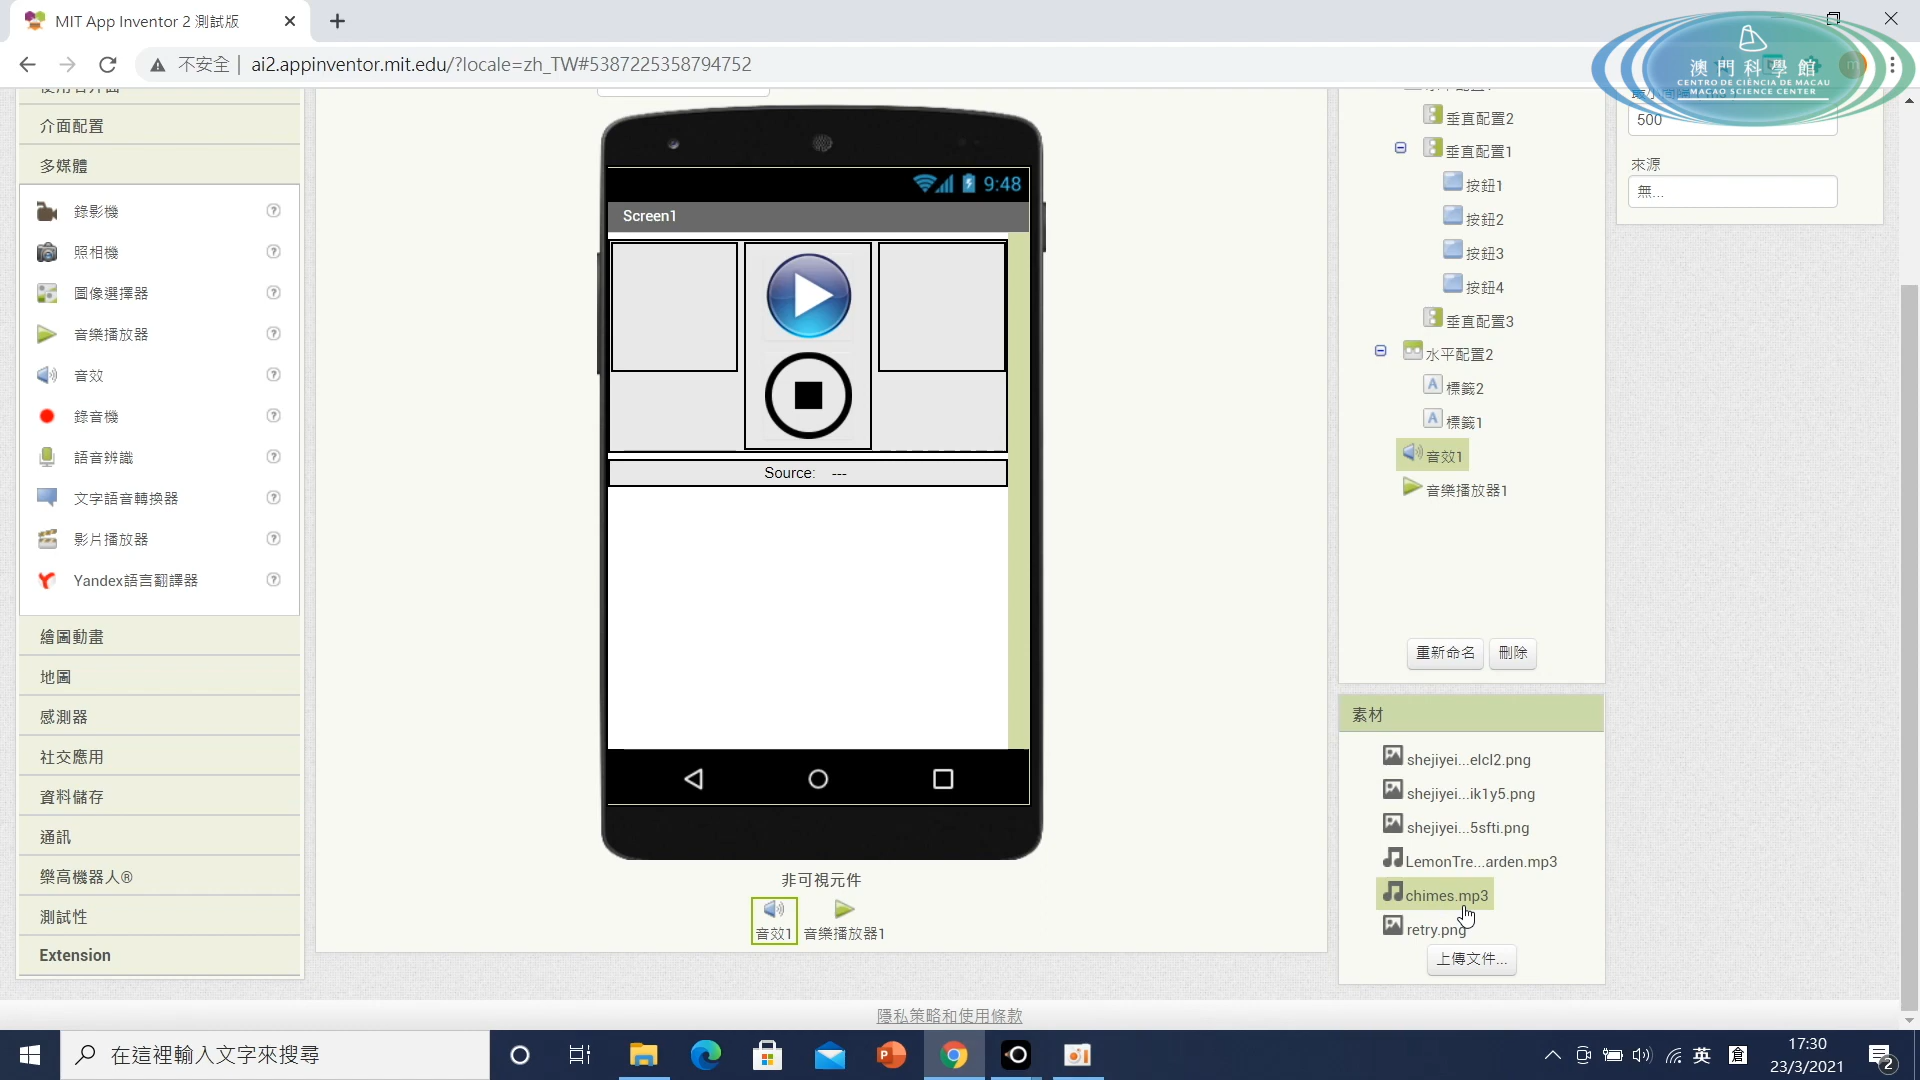 MIT App Inventor 2 測試版
不安全
ai2.appinventor.mit.edu/?locale=zh_TW#5387225358794752
澳門科學館
CENTRO DE CIÊNCIA DE MACAU
MACAO SCIENCE CENTER
介面配置
多媒體
錄影機
照相機
圖像選擇器
音樂播放器
音效
錄音機
語音辨識
文字語音轉換器
影片播放器
Yandex語言翻譯器
繪圖動畫
地圖
感測器
社交應用
資料儲存
通訊
樂高機器人®
測試性
Extension
9:48
Screen1
Source: ---
非可視元件
音效1
音樂播放器1
垂直配置2
垂直配置1
按鈕1
按鈕2
按鈕3
按鈕4
垂直配置3
水平配置2
標籤2
標籤1
音效1
音樂播放器1
重新命名
刪除
素材
shejiyei...elcl2.png
shejiyei...ik1y5.png
shejiyei...5sfti.png
LemonTre...arden.mp3
chimes.mp3
retry.png
上傳文件...
500
來源
無...
隱私策略和使用條款
在這裡輸入文字來搜尋
英
倉
17:30
23/3/2021
2